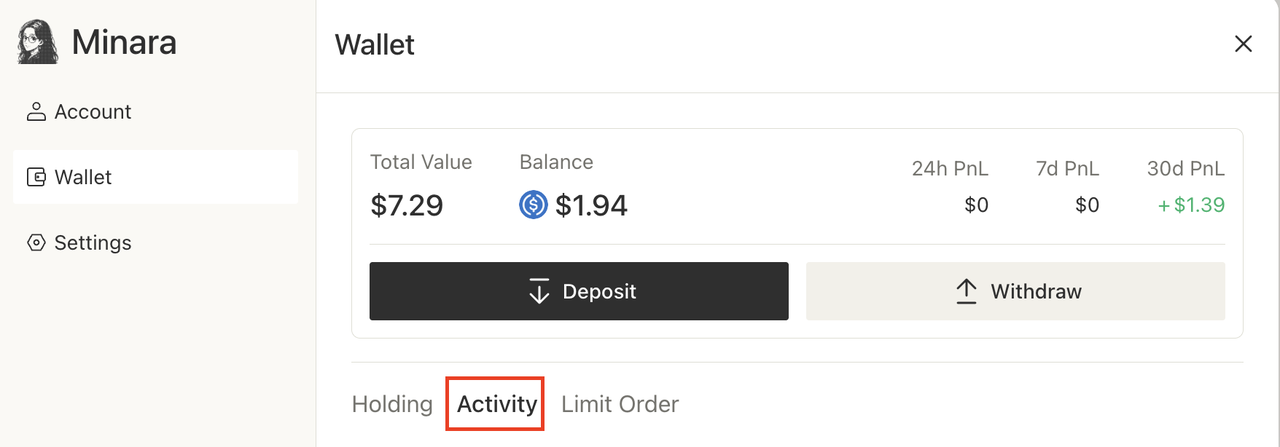 Minara
Account
Wallet
Settings
Wallet
Total Value
$7.29
Balance
$1.94
24h PnL
$0
7d PnL
$0
30d PnL
+$1.39
Deposit
Withdraw
Holding
Activity
Limit Order